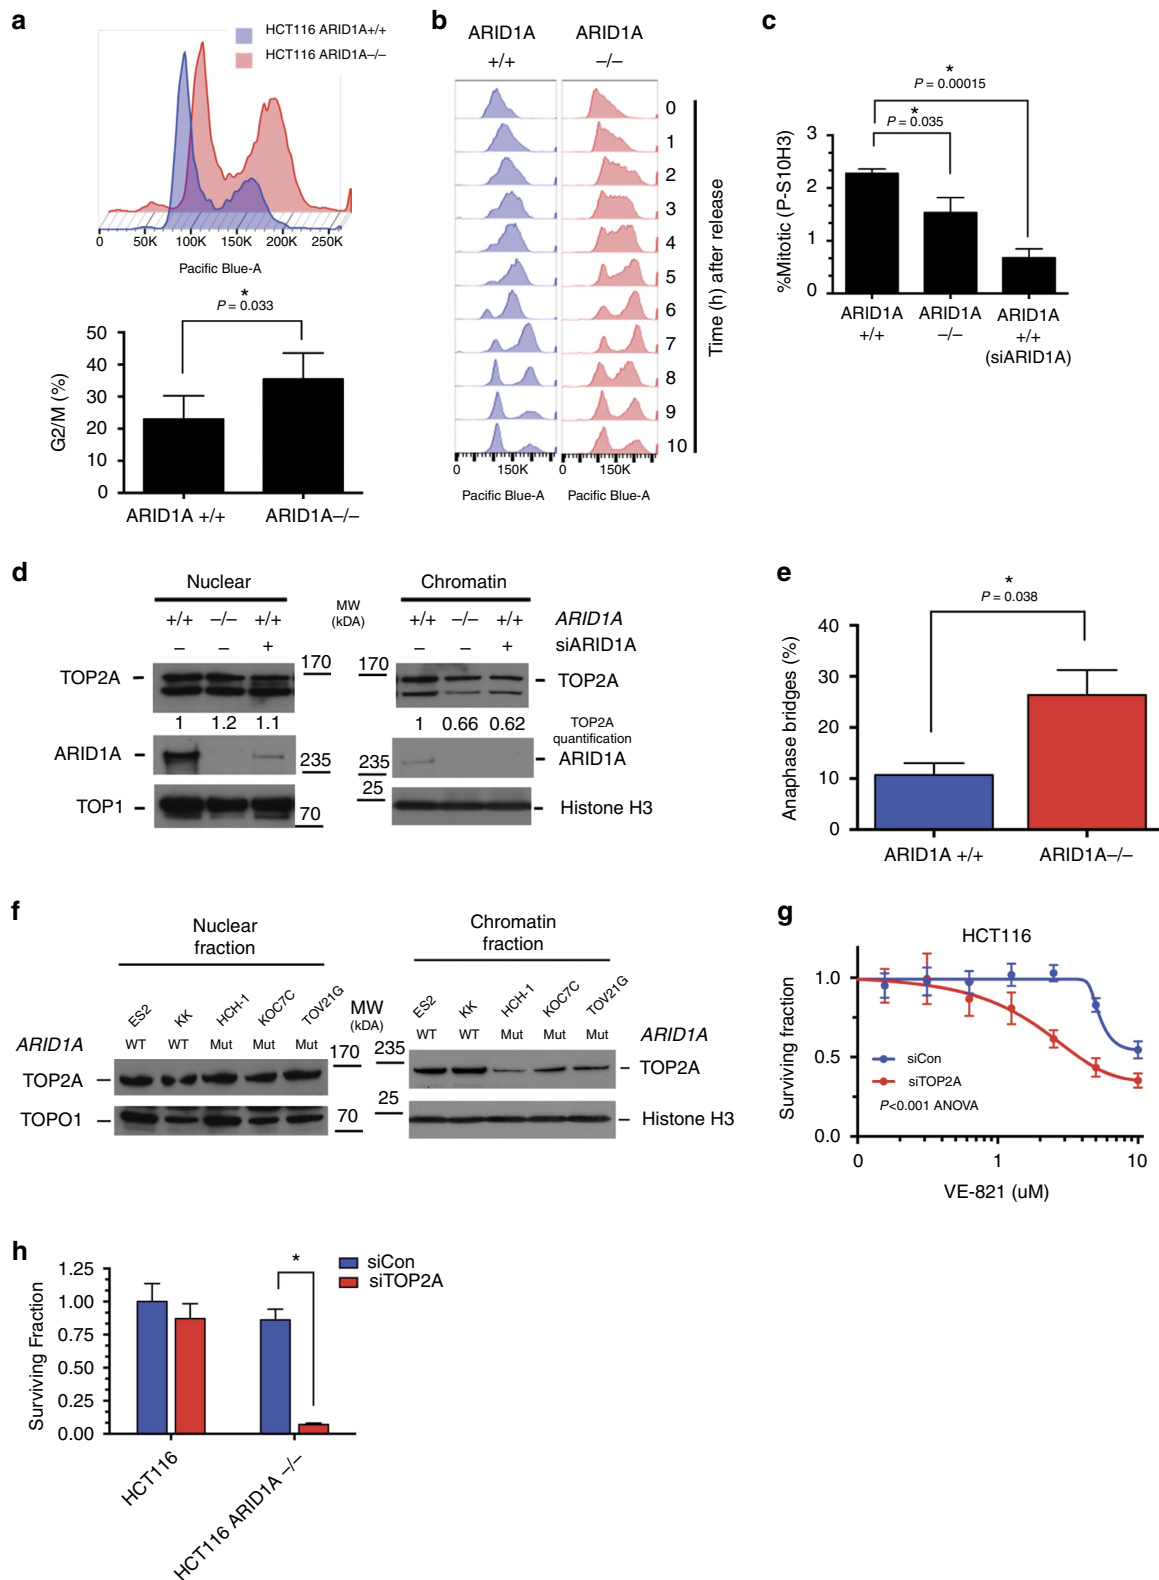 a
HCT116 ARID1A+/+
HCT116 ARID1A–/–
0 50K 100K 150K 200K 250K
Pacific Blue-A
*
P = 0.033
G2/M (%)
50
40
30
20
10
0
ARID1A +/+ ARID1A–/–
b
ARID1A ARID1A
+/+ –/–
0
1
2
3
4
5
6
7
8
9
10
Time (h) after release
0 150K 0 150K
Pacific Blue-A Pacific Blue-A
c
*
P = 0.00015
*
P = 0.035
%Mitotic (P-S10H3)
3
2
1
0
ARID1A ARID1A ARID1A
+/+ –/– +/+
(siARID1A)
d
Nuclear Chromatin
MW
(kDA)
+/+ –/– +/+ +/+ –/– +/+ ARID1A
– – + – – + siARID1A
170 170
TOP2A TOP2A
1 1.2 1.1 1 0.66 0.62 TOP2A
quantification
ARID1A 235 235 ARID1A
25
TOP1 70 Histone H3
e
*
P = 0.038
Anaphase bridges (%)
40
30
20
10
0
ARID1A +/+ ARID1A–/–
f
Nuclear
fraction
Chromatin
fraction
ES2 KK HCH-1 KOC7C TOV21G MW
(kDA)
ES2 KK HCH-1 KOC7C TOV21G
ARID1A WT WT Mut Mut Mut WT WT Mut Mut Mut ARID1A
170 235
TOP2A TOP2A
25
TOPO1 70 Histone H3
g
HCT116
Surviving fraction
1.0
0.5
0.0
siCon
siTOP2A
P<0.001 ANOVA
0 1 10
VE-821 (uM)
h
siCon
siTOP2A
*
Surviving Fraction
1.25
1.00
0.75
0.50
0.25
0.00
HCT116
HCT116 ARID1A –/–